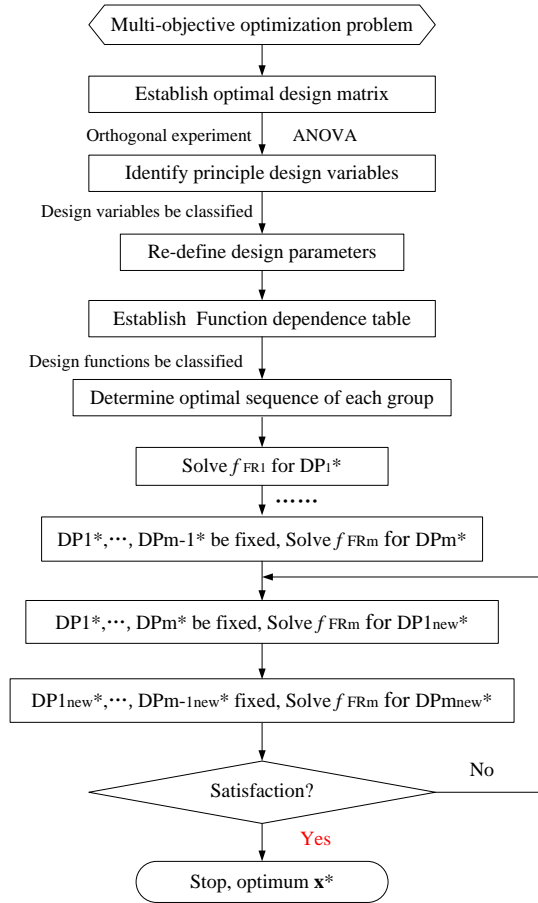 Multi-objective optimization problem
Establish optimal design matrix
Orthogonal experiment ANOVA
Identify principle design variables
Design variables be classified
Re-define design parameters
Establish Function dependence table
Design functions be classified
Determine optimal sequence of each group
Solve f FR1 for DP1*
······
DP1*,···, DPm-1* be fixed, Solve f FRm for DPm*
DP1*,···, DPm* be fixed, Solve f FRm for DP1new*
DP1new*,···, DPm-1new* fixed, Solve f FRm for DPmnew*
Satisfaction?
No
Yes
Stop, optimum x*